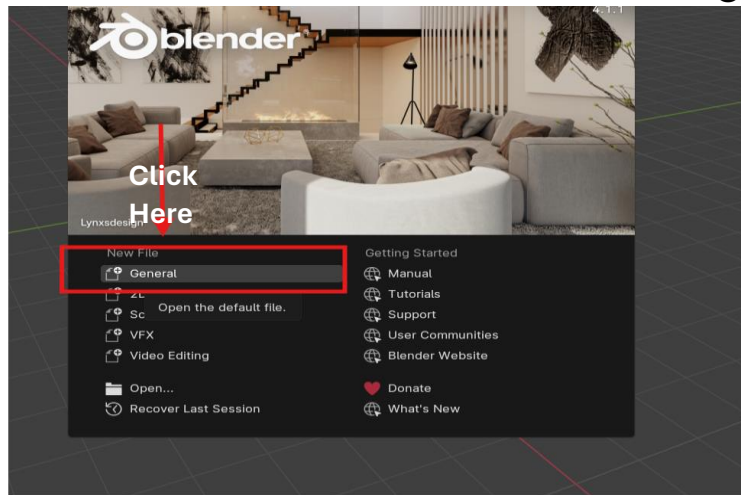 blender
4.1.1
Click
Here
Lynxsdesign
New File
General
Open the default file.
VFX
Video Editing
Open...
Recover Last Session
Getting Started
Manual
Tutorials
Support
User Communities
Blender Website
Donate
What's New